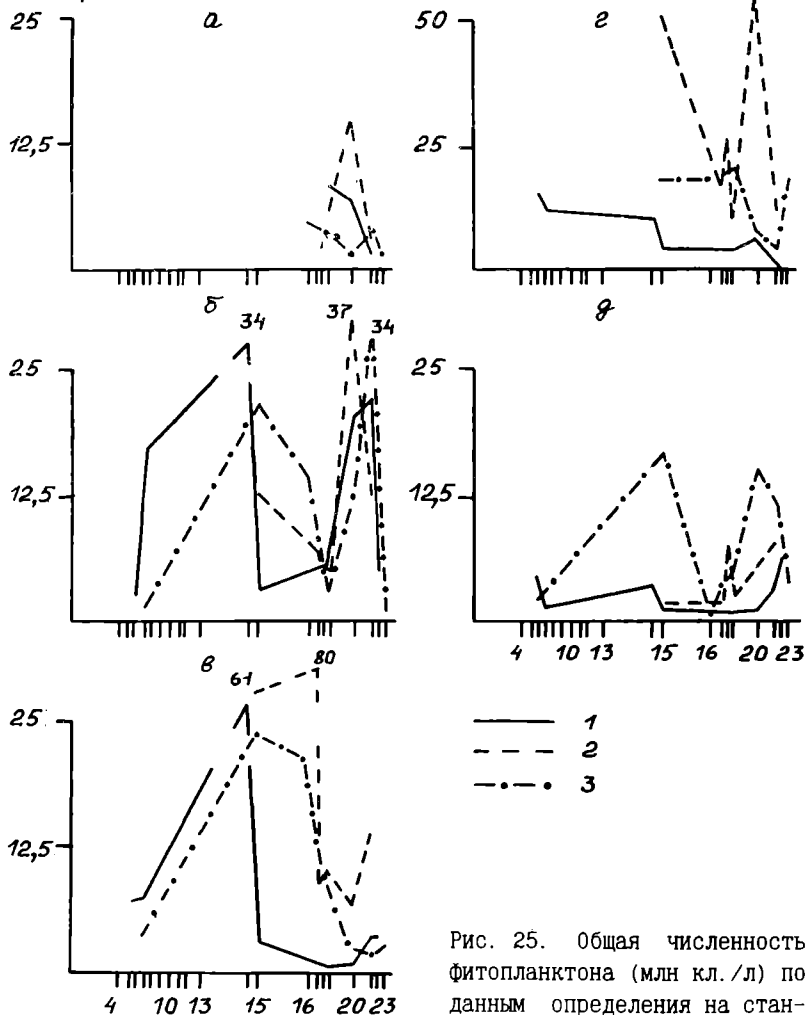 25
а
12,5
50
г
25
б
34
37
34
25
12,5
д
25
12,5
4 10 13 15 16 20 23
в
61
80
25
12,5
4 10 13 15 16 20 23
1
2
3
Рис. 25. Общая численность
фитопланктона (млн кл./л) по
данным определения на стан-